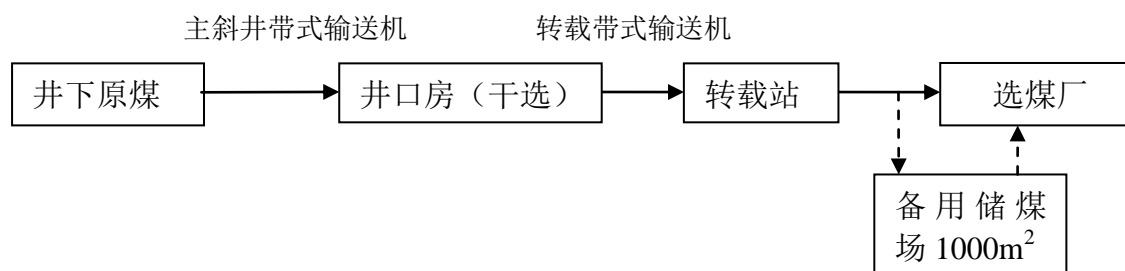 主斜井带式输送机
转载带式输送机
井下原煤
井口房（干选）
转载站
选煤厂
备用储煤
场 1000m²